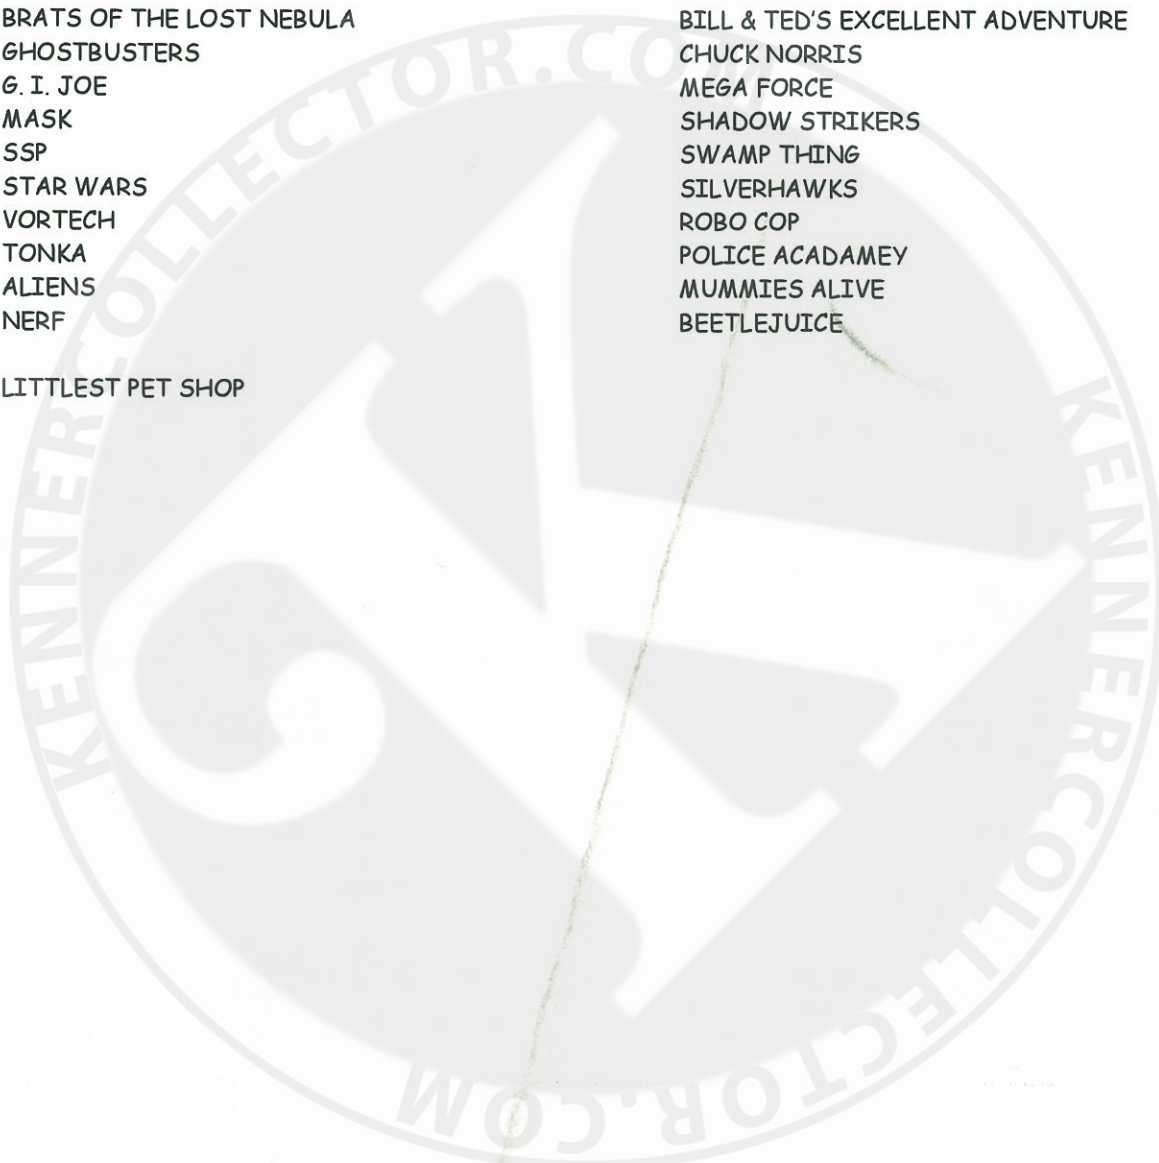 BRATS OF THE LOST NEBULA
GHOSTBUSTERS
G. I. JOE
MASK
SSP
STAR WARS
VORTECH
TONKA
ALIENS
NERF
LITTLEST PET SHOP
BILL & TED'S EXCELLENT ADVENTURE
CHUCK NORRIS
MEGA FORCE
SHADOW STRIKERS
SWAMP THING
SILVERHAWKS
ROBO COP
POLICE ACADAMEY
MUMMIES ALIVE
BEETLEJUICE
KENNERCOLLECTOR.COM
KENNERCOLLECTOR.COM